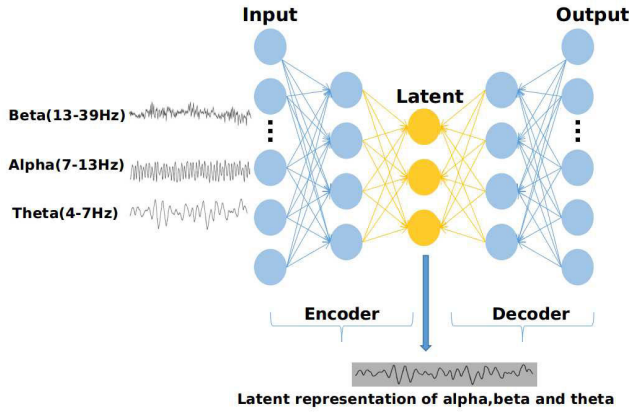 Input
Output
Latent
Beta(13-39Hz)
Alpha(7-13Hz)
Theta(4-7Hz)
Encoder
Decoder
Latent representation of alpha,beta and theta